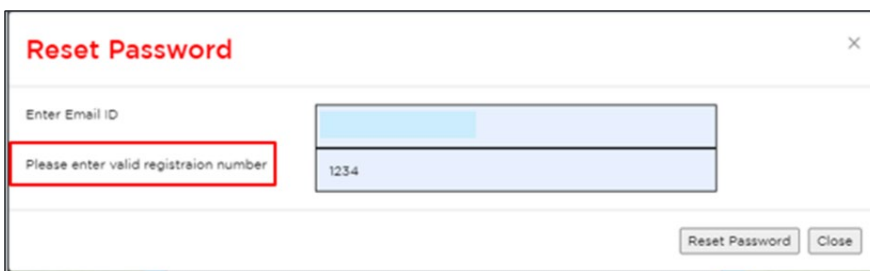 Reset Password
×
Enter Email ID
Please enter valid registraion number
1234
Reset Password Close